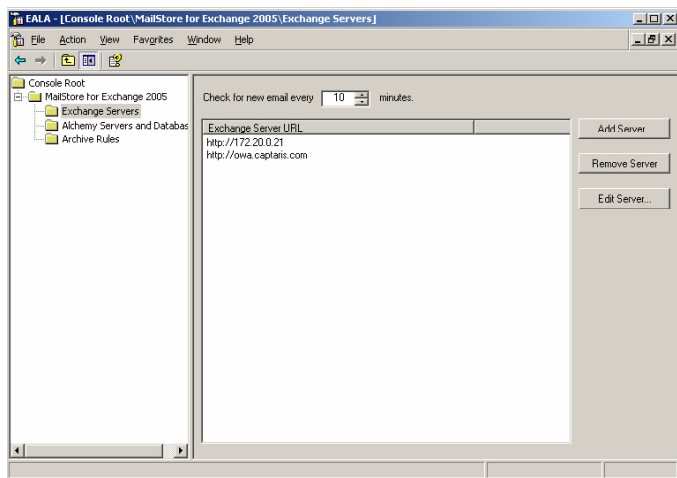 EALA - [Console Root\MailStore for Exchange 2005\Exchange Servers]
File Action View Favorites Window Help
Console Root
MailStore for Exchange 2005
Exchange Servers
Alchemy Servers and Databas
Archive Rules
Check for new email every 10 minutes.
Exchange Server URL
http://172.20.0.21
http://owa.captaris.com
Add Server
Remove Server
Edit Server...